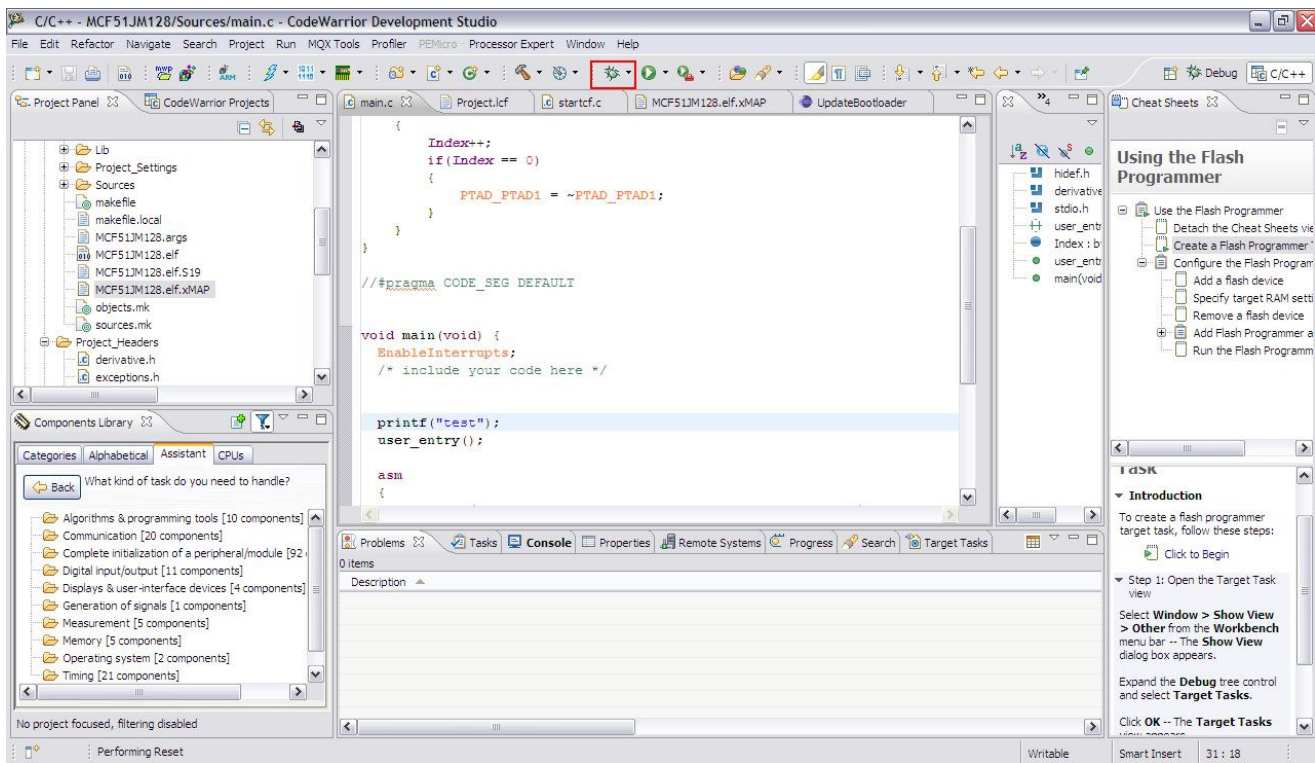 C/C++ - MCF51JM128/Sources/main.c - CodeWarrior Development Studio
File Edit Refactor Navigate Search Project Run MQX Tools Profiler PEMicro Processor Expert Window Help
Debug C/C++
Project Panel CodeWarrior Projects
Lib
Project_Settings
Sources
makefile
makefile.local
MCF51JM128.args
MCF51JM128.elf
MCF51JM128.elf.S19
MCF51JM128.elf.xMAP
objects.mk
sources.mk
Project_Headers
derivative.h
exceptions.h
Components Library
Categories Alphabetical Assistant CPUs
Back What kind of task do you need to handle?
Algorithms & programming tools [10 components]
Communication [20 components]
Complete initialization of a peripheral/module [92
Digital input/output [11 components]
Displays & user-interface devices [4 components]
Generation of signals [1 components]
Measurement [5 components]
Memory [5 components]
Operating system [2 components]
Timing [21 components]
No project focused, filtering disabled
main.c Project.lcf startcf.c MCF51JM128.elf.xMAP UpdateBootloader
{
Index++;
if(Index == 0)
{
PTAD_PTAD1 = ~PTAD_PTAD1;
}
}
}
//#pragma CODE_SEG DEFAULT
void main(void) {
EnableInterrupts;
/* include your code here */
printf("test");
user_entry();
asm
{
»4
hidef.h
derivative
stdio.h
user_entr
Index : b
user_entr
main(void
Problems Tasks Console Properties Remote Systems Progress Search Target Tasks
0 items
Description
Cheat Sheets
Using the Flash
Programmer
Use the Flash Programmer
Detach the Cheat Sheets vie
Create a Flash Programmer
Configure the Flash Program
Add a flash device
Specify target RAM setti
Remove a flash device
Add Flash Programmer a
Run the Flash Programm
Task
Introduction
To create a flash programmer
target task, follow these steps:
Click to Begin
Step 1: Open the Target Task
view
Select Window > Show View
> Other from the Workbench
menu bar -- The Show View
dialog box appears.
Expand the Debug tree control
and select Target Tasks.
Click OK -- The Target Tasks
Performing Reset
Writable Smart Insert 31 : 18